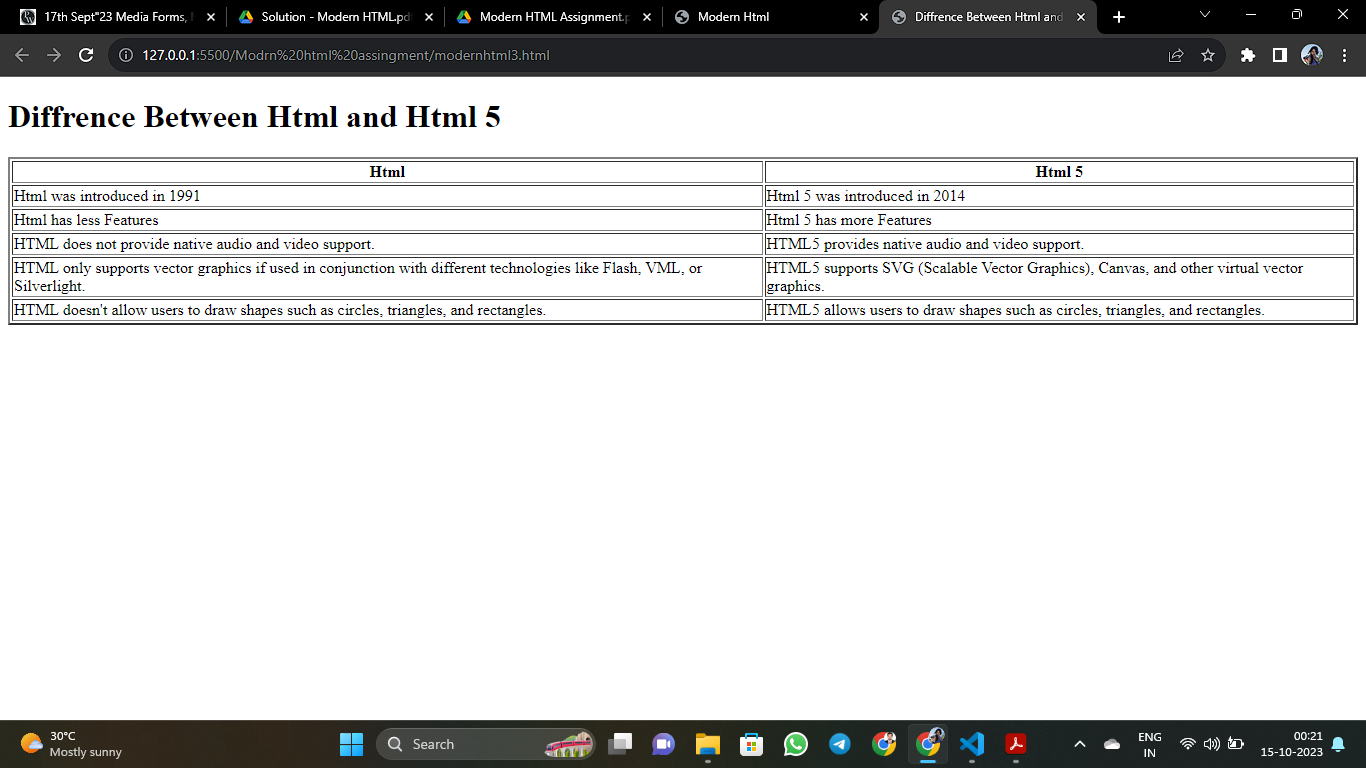 17th Sept"23 Media Forms,
Solution - Modern HTML.pd
Modern HTML Assignment.p
Modern Html
Diffrence Between Html and
127.0.0.1:5500/Modrn%20html%20assingment/modernhtml3.html
Diffrence Between Html and Html 5
Html Html 5
Html was introduced in 1991 Html 5 was introduced in 2014
Html has less Features Html 5 has more Features
HTML does not provide native audio and video support. HTML5 provides native audio and video support.
HTML only supports vector graphics if used in conjunction with different technologies like Flash, VML, or
Silverlight.
HTML5 supports SVG (Scalable Vector Graphics), Canvas, and other virtual vector
graphics.
HTML doesn't allow users to draw shapes such as circles, triangles, and rectangles. HTML5 allows users to draw shapes such as circles, triangles, and rectangles.
30°C
Mostly sunny
Search
ENG
IN
00:21
15-10-2023